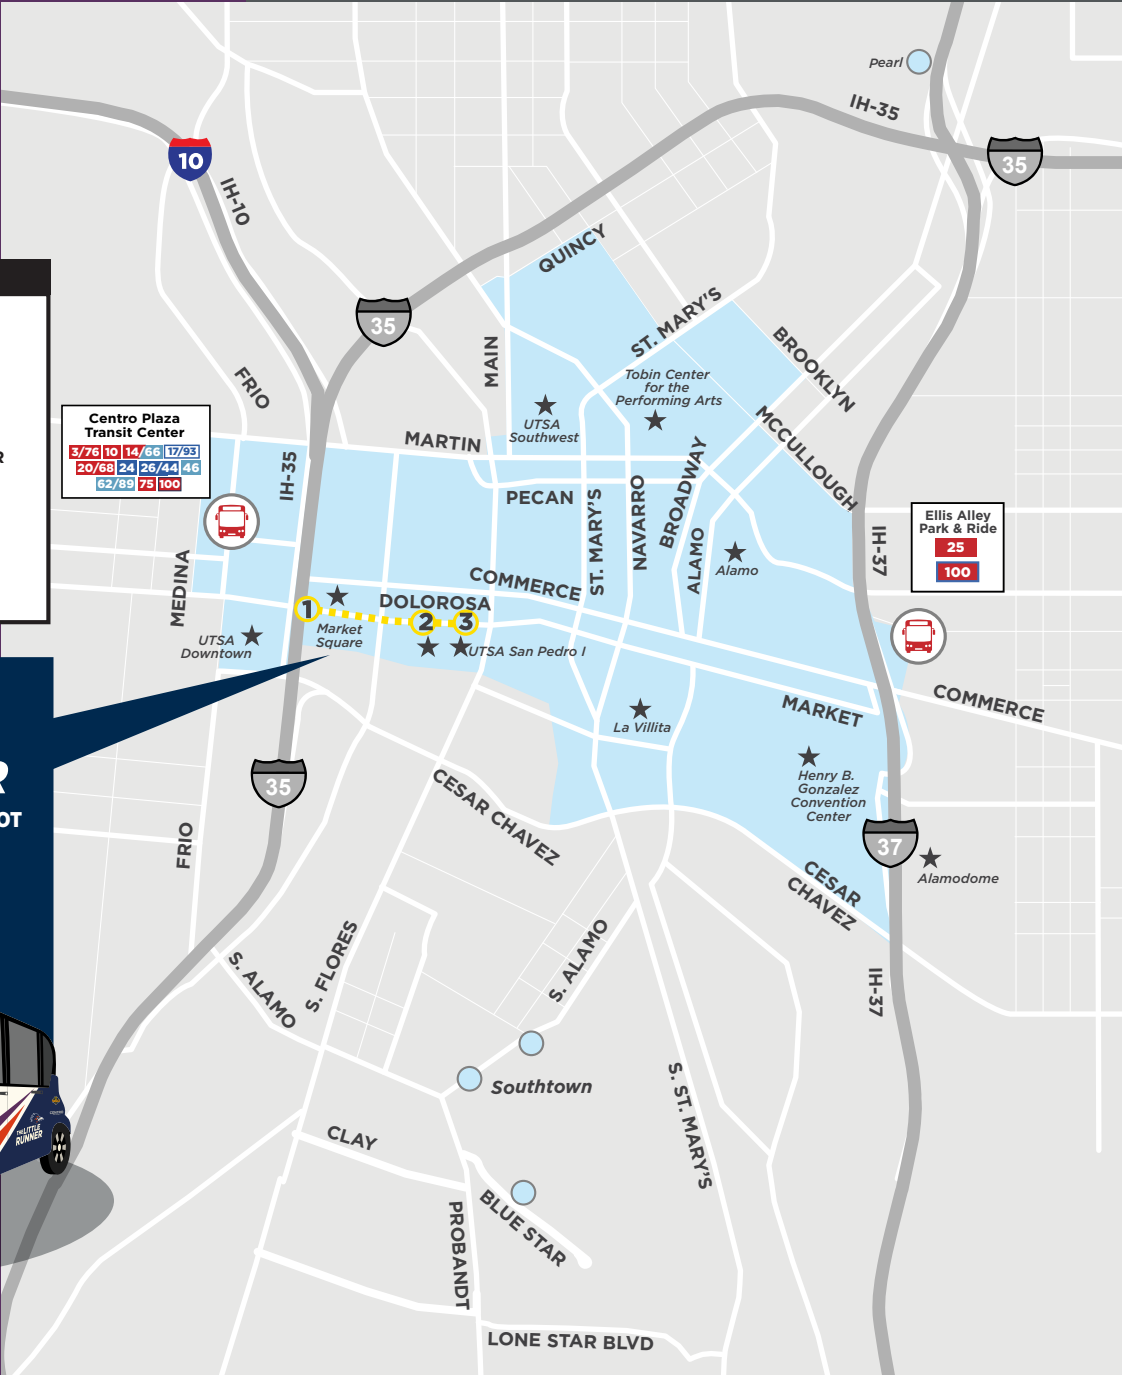 Pearl
IH-35
35
10
IH-10
QUINCY
35
ST. MARY'S
MAIN
BROOKLYN
FRIO
Tobin Center
for the
Performing Arts
Centro Plaza
Transit Center
3/76 10 14/66 17/93
20/68 24 26/44 46
62/89 75 100
UTSA
Southwest
MCCULLOUGH
MARTIN
R
IH-35
PECAN
ST. MARY'S
NAVARRO
BROADWAY
ALAMO
Alamo
IH-37
Ellis Alley
Park & Ride
25
100
MEDINA
COMMERCE
DOLOROSA
1
2
3
Market
Square
UTSA
Downtown
UTSA San Pedro I
La Villita
MARKET
COMMERCE
R
OT
35
CESAR CHAVEZ
Henry B.
Gonzalez
Convention
Center
37
Alamodome
FRIO
CESAR
CHAVEZ
S. ALAMO
S. FLORES
S. ALAMO
IH-37
Southtown
S. ST. MARY'S
THE LITTLE
RUNNER
CLAY
BLUE STAR
PROBANDT
LONE STAR BLVD